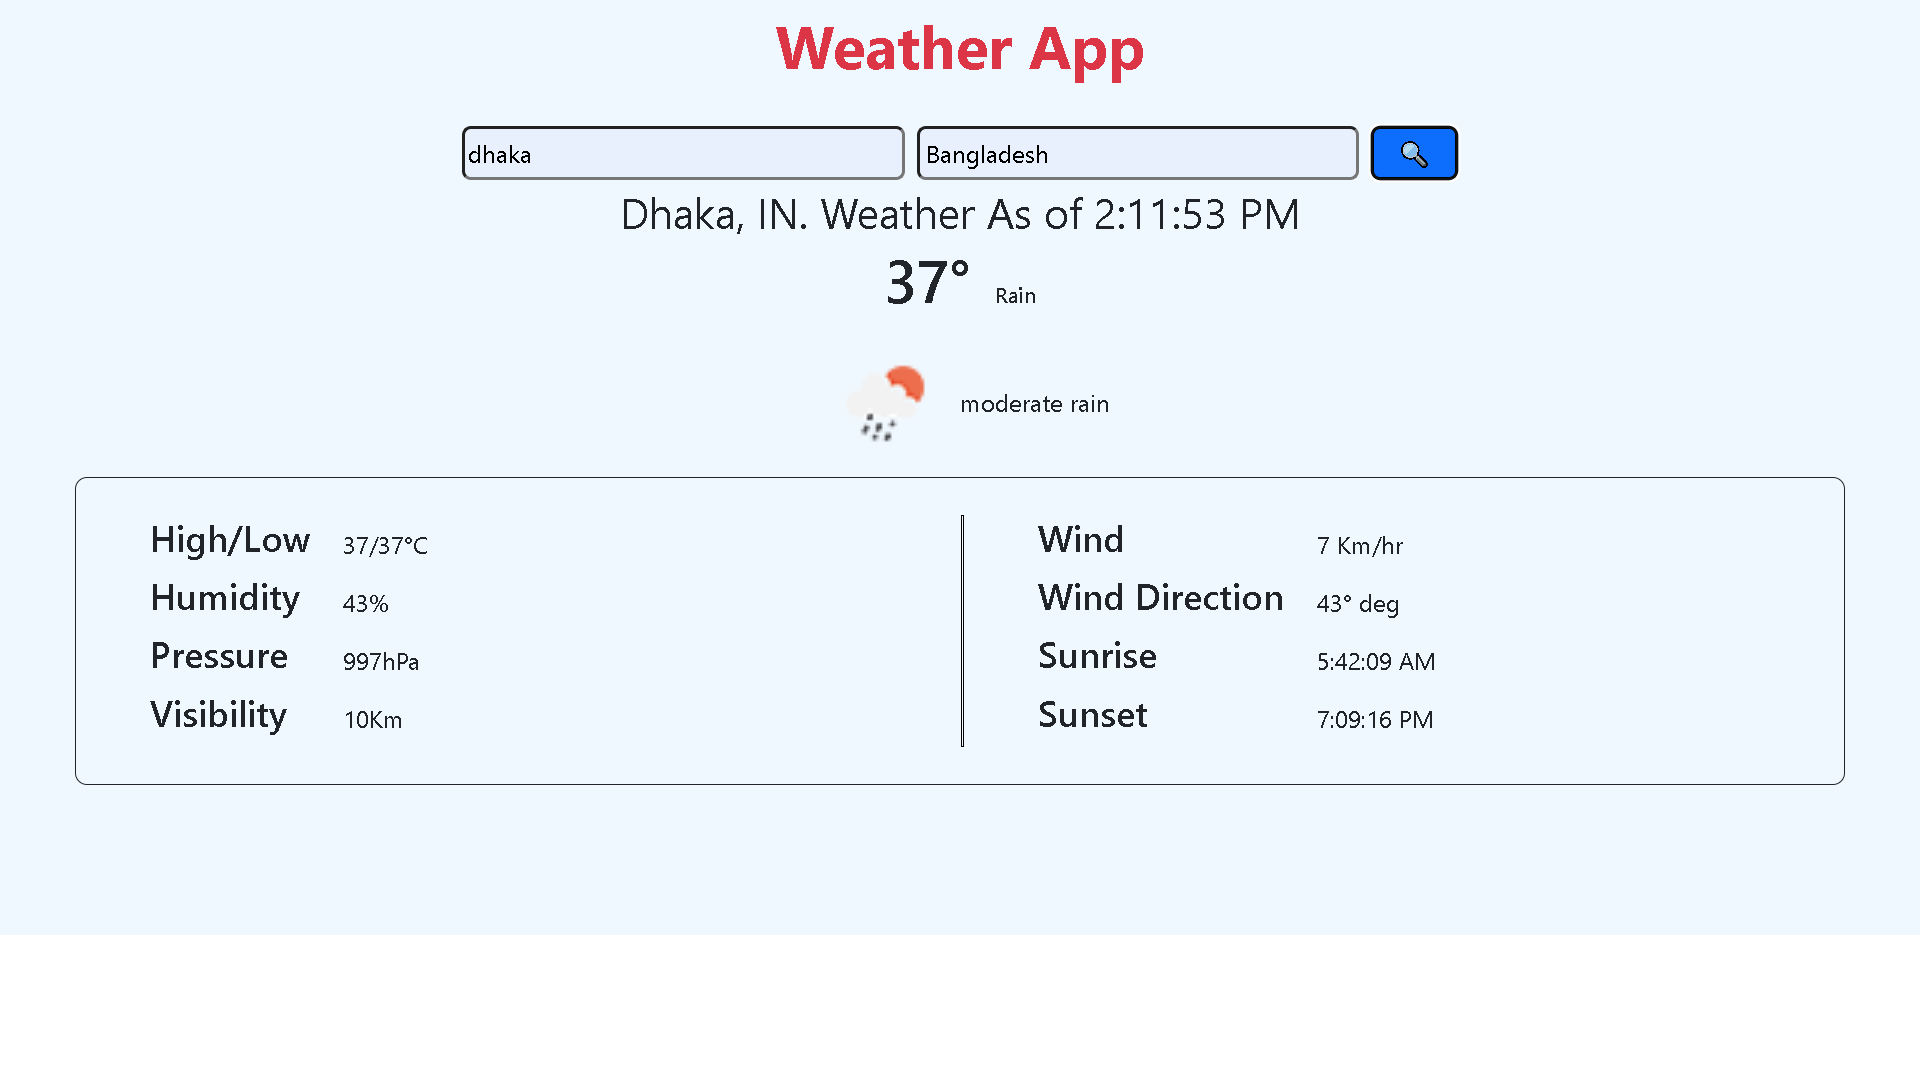 Weather App
dhaka
Bangladesh
Dhaka, IN. Weather As of 2:11:53 PM
37° Rain
moderate rain
High/Low 37/37°C
Humidity 43%
Pressure 997hPa
Visibility 10Km
Wind 7 Km/hr
Wind Direction 43° deg
Sunrise 5:42:09 AM
Sunset 7:09:16 PM